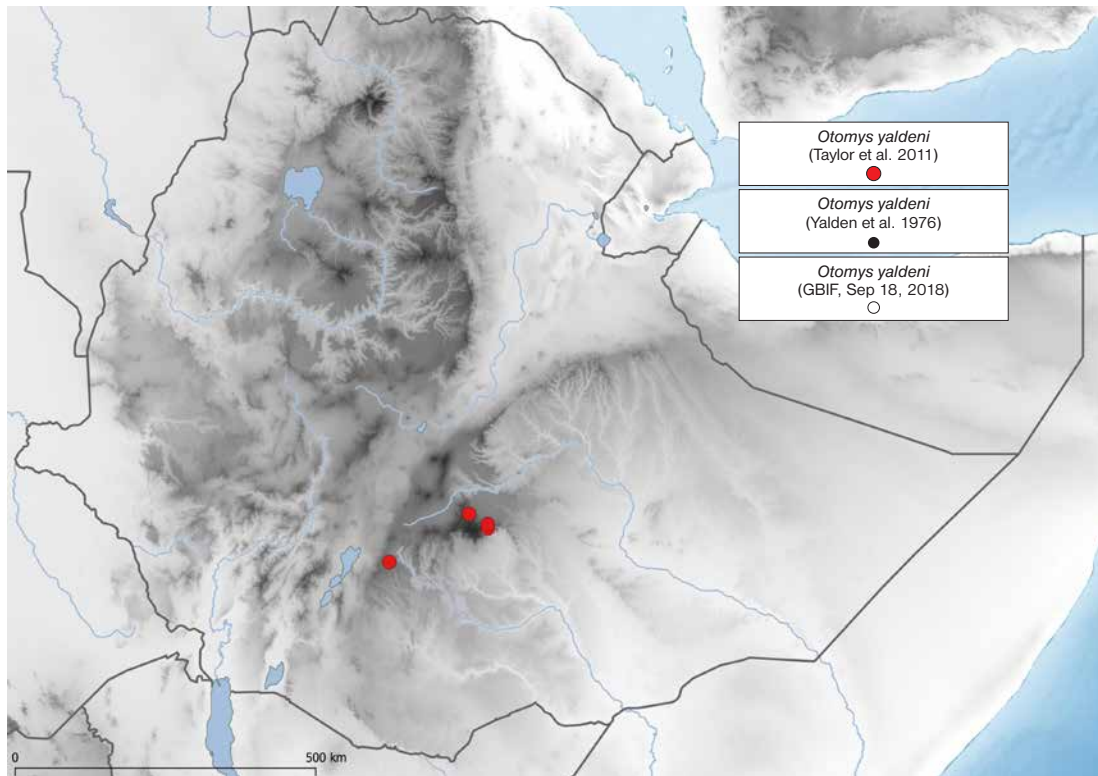 Otomys yaldeni
(Taylor et al. 2011)
Otomys yaldeni
(Yalden et al. 1976)
Otomys yaldeni
(GBIF, Sep 18, 2018)
0 500 km